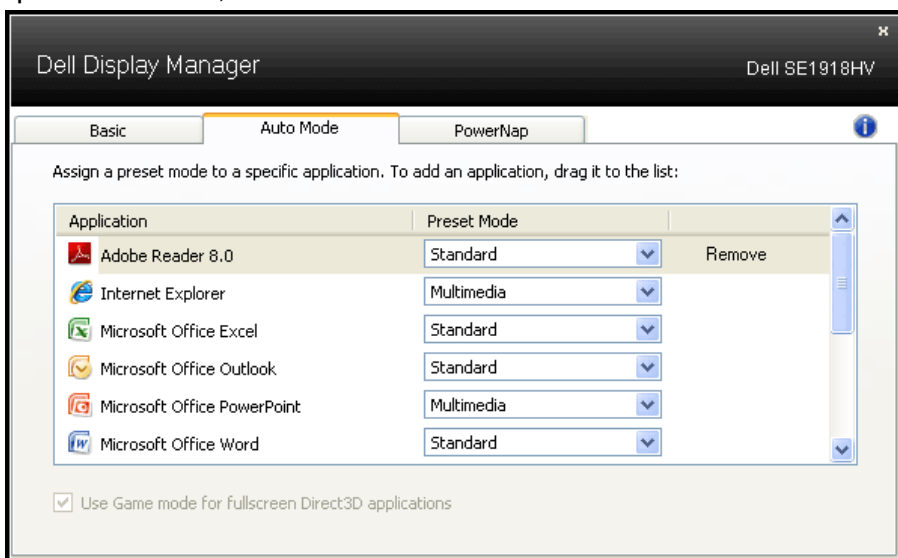 Dell Display Manager
Dell SE1918HV
Basic Auto Mode PowerNap
Assign a preset mode to a specific application. To add an application, drag it to the list:
Application Preset Mode
Adobe Reader 8.0 Standard Remove
Internet Explorer Multimedia
Microsoft Office Excel Standard
Microsoft Office Outlook Standard
Microsoft Office PowerPoint Multimedia
Microsoft Office Word Standard
Use Game mode for fullscreen Direct3D applications